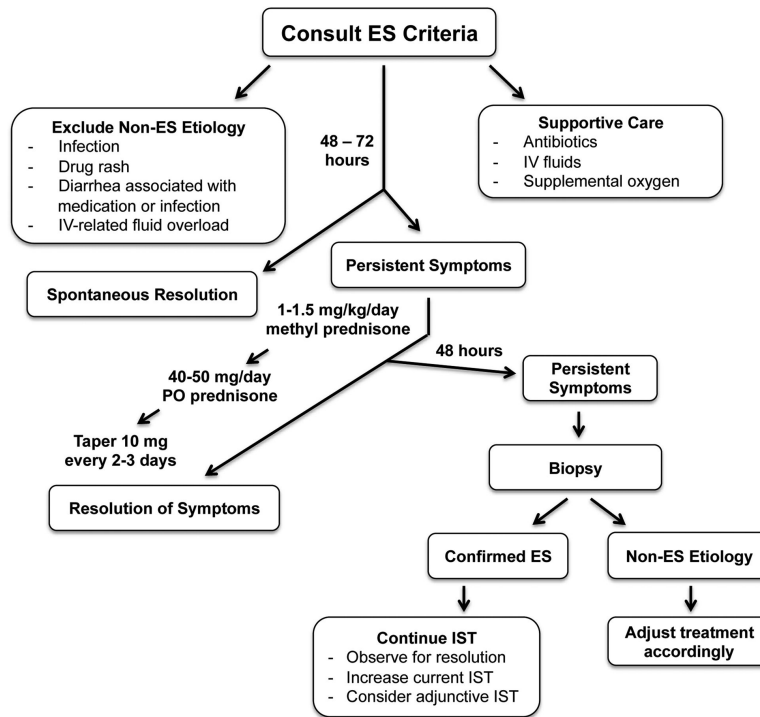 Consult ES Criteria
Exclude Non-ES Etiology
- Infection
- Drug rash
- Diarrhea associated with
medication or infection
- IV-related fluid overload
48 – 72
hours
Supportive Care
- Antibiotics
- IV fluids
- Supplemental oxygen
Spontaneous Resolution
Persistent Symptoms
1-1.5 mg/kg/day
methyl prednisone
40-50 mg/day
PO prednisone
Taper 10 mg
every 2-3 days
Resolution of Symptoms
48 hours
Persistent
Symptoms
Biopsy
Confirmed ES
Non-ES Etiology
Continue IST
- Observe for resolution
- Increase current IST
- Consider adjunctive IST
Adjust treatment
accordingly